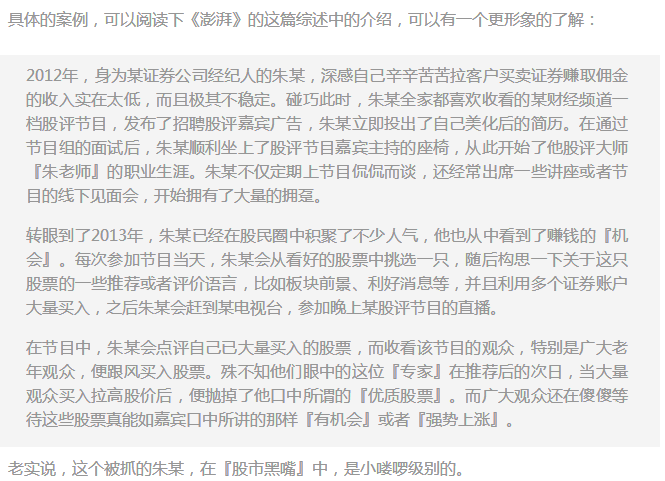 具体的案例，可以阅读下《澎湃》的这篇综述中的介绍，可以有一个更形象的了解：
2012年，身为某证券公司经纪人的朱某，深感自己辛辛苦苦拉客户买卖证券赚取佣金
的收入实在太低，而且极其不稳定。碰巧此时，朱某全家都喜欢收看的某财经频道一
档股评节目，发布了招聘股评嘉宾广告，朱某立即投出了自己美化后的简历。在通过
节目组的面试后，朱某顺利坐上了股评节目嘉宾主持的座椅，从此开始了他股评大师
『朱老师』的职业生涯。朱某不仅定期上节目侃侃而谈，还经常出席一些讲座或者节
目的线下见面会，开始拥有了大量的拥趸。
转眼到了2013年，朱某已经在股民圈中积聚了不少人气，他也从中看到了赚钱的『机
会』。每次参加节目当天，朱某会从看好的股票中挑选一只，随后构思一下关于这只
股票的一些推荐或者评价语言，比如板块前景、利好消息等，并且利用多个证券账户
大量买入，之后朱某会赶到某电视台，参加晚上某股评节目的直播。
在节目中，朱某会点评自己已大量买入的股票，而收看该节目的观众，特别是广大老
年观众，便跟风买入股票。殊不知他们眼中的这位『专家』在推荐后的次日，当大量
观众买入拉高股价后，便抛掉了他口中所谓的『优质股票』。而广大观众还在傻傻等
待这些股票真能如嘉宾口中所讲的那样『有机会』或者『强势上涨』。
老实说，这个被抓的朱某，在『股市黑嘴』中，是小喽啰级别的。